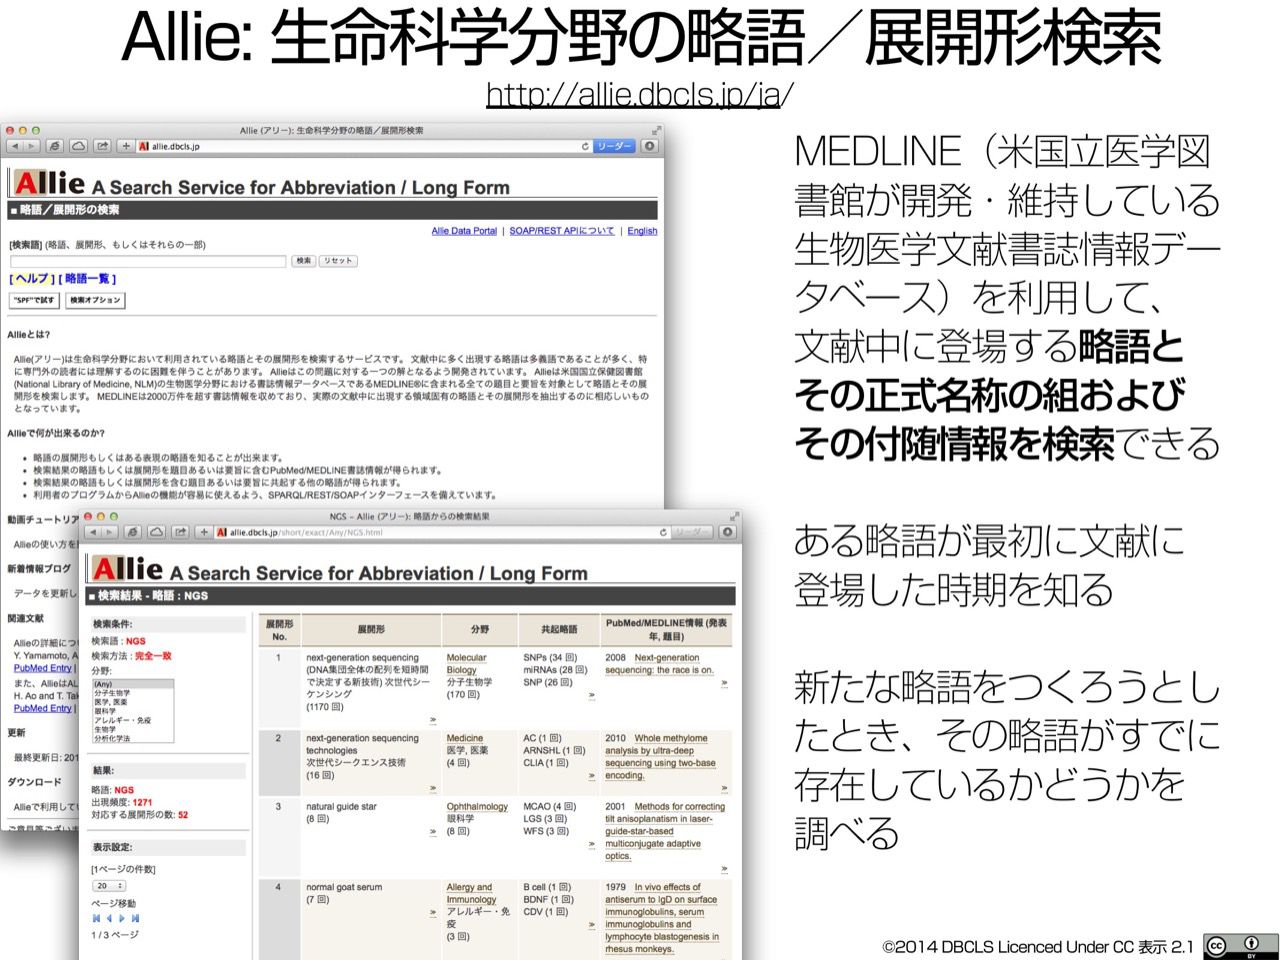 Allie: 生命科学分野の略語／展開形検索
http://allie.dbcls.jp/ja/
Allie (アリー): 生命科学分野の略語／展開形検索
allie.dbcls.jp
リーダー
Allie A Search Service for Abbreviation / Long Form
■ 略語／展開形の検索
Allie Data Portal | SOAP/REST APIについて | English
[検索語] (略語、展開形、もしくはそれらの一部)
検索 リセット
[ ヘルプ ] [ 略語一覧 ]
"SPF"で試す 検索オプション
Allieとは?
Allie(アリー)は生命科学分野において利用されている略語とその展開形を検索するサービスです。 文献中に多く出現する略語は多義語であることが多く、特
に専門外の読者には理解するのに困難を伴うことがあります。 Allieはこの問題に対する一つの解となるよう開発されています。 Allieは米国国立保健図書館
(National Library of Medicine, NLM)の生物医学分野における書誌情報データベースであるMEDLINE®に含まれる全ての題目と要旨を対象として略語とその展
開形を検索します。 MEDLINEは2000万件を超す書誌情報を収めており、実際の文献中に出現する領域固有の略語とその展開形を抽出するのに相応しいもの
となっています。
Allieで何が出来るのか?
• 略語の展開形もしくはある表現の略語を知ることが出来ます。
• 検索結果の略語もしくは展開形を題目あるいは要旨に含むPubMed/MEDLINE書誌情報が得られます。
• 検索結果の略語もしくは展開形を含む題目あるいは要旨に共起する他の略語が得られます。
• 利用者のプログラムからAllieの機能が容易に使えるよう、SPARQL/REST/SOAPインターフェースを備えています。
動画チュートリア
Allieの使い方を
新着情報ブログ
データを更新し
関連文献
Allieの詳細につ
Y. Yamamoto, A
PubMed Entry |
また、AllieはAL
H. Ao and T. Tak
PubMed Entry |
更新
最終更新日: 201
ダウンロード
Allieで利用して
ご意見等ござい
NGS - Allie (アリー): 略語からの検索結果
allie.dbcls.jp/short/exact/Any/NGS.html
リーダー
Allie A Search Service for Abbreviation / Long Form
■ 検索結果 - 略語 : NGS
検索条件:
検索語 : NGS
検索方法 : 完全一致
分野:
(Any)
分子生物学
医学, 医薬
眼科学
アレルギー・免疫
生物学
分析化学法
結果:
略語: NGS
出現頻度: 1271
対応する展開形の数: 52
表示設定:
[1ページの件数]
20
ページ移動
1 / 3 ページ
展開形 No. 展開形 分野 共起略語 PubMed/MEDLINE情報 (発表年, 題目)
1 next-generation sequencing Molecular SNPs (34 回) 2008 Next-generation
(DNA集団全体の配列を短時間 Biology miRNAs (28 回) sequencing: the race is on.
で決定する新技術) 次世代シー 分子生物学 SNP (26 回) »
ケンシング (170 回) »
(1170 回)
»
2 next-generation sequencing Medicine AC (1 回) 2010 Whole methylome
technologies 医学, 医薬 ARNSHL (1 回) analysis by ultra-deep
次世代シークエンス技術 (4 回) CLIA (1 回) sequencing using two-base
(16 回) » encoding.
» »
3 natural guide star Ophthalmology MCAO (4 回) 2001 Methods for correcting
(8 回) 眼科学 LGS (3 回) tilt anisoplanatism in laser-
» (8 回) WFS (3 回) guide-star-based
» multiconjugate adaptive
optics.
»
4 normal goat serum Allergy and B cell (1 回) 1979 In vivo effects of
(7 回) Immunology BDNF (1 回) antiserum to IgD on surface
» アレルギー・免 CDV (1 回) immunoglobulins, serum
疫 » immunoglobulins and
(3 回) lymphocyte blastogenesis in
rhesus monkeys.
MEDLINE（米国立医学図
書館が開発・維持している
生物医学文献書誌情報デー
タベース）を利用して、
文献中に登場する略語と
その正式名称の組および
その付随情報を検索できる
ある略語が最初に文献に
登場した時期を知る
新たな略語をつくろうとし
たとき、その略語がすでに
存在しているかどうかを
調べる
©2014 DBCLS Licenced Under CC 表示 2.1
cc BY